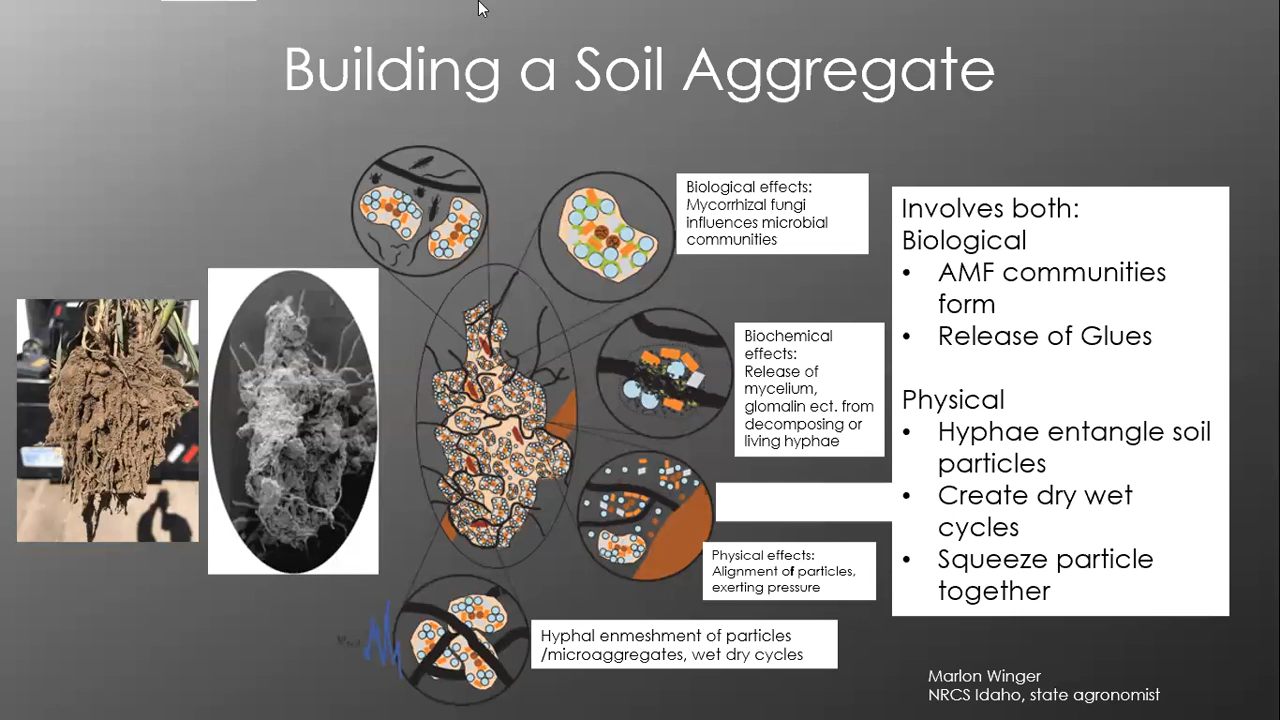 Building a Soil Aggregate
Biological effects:
Mycorrhizal fungi
influences microbial
communities
Biochemical
effects:
Release of
mycelium,
glomalin ect. from
decomposing or
living hyphae
Physical effects:
Alignment of particles,
exerting pressure
Hyphal enmeshment of particles
/microaggregates, wet dry cycles
Involves both:
Biological
• AMF communities
form
• Release of Glues
Physical
• Hyphae entangle soil
particles
• Create dry wet
cycles
• Squeeze particle
together
Marlon Winger
NRCS Idaho, state agronomist